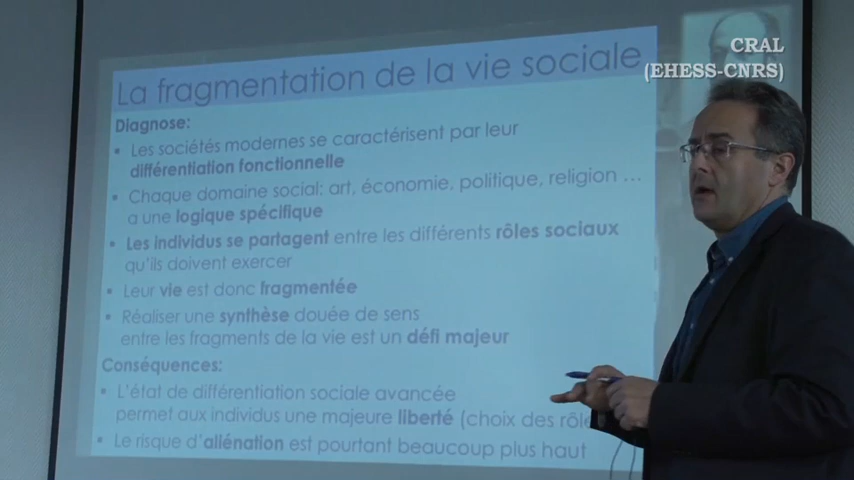 La fragmentation de la vie sociale
CRAL
(EHESS-CNRS)
Diagnose:
▪ Les sociétés modernes se caractérisent par leur
différentiation fonctionnelle
▪ Chaque domaine social: art, économie, politique, religion …
a une logique spécifique
▪ Les individus se partagent entre les différents rôles sociaux
qu'ils doivent exercer
▪ Leur vie est donc fragmentée
▪ Réaliser une synthèse douée de sens
entre les fragments de la vie est un défi majeur
Conséquences:
▪ L'état de différentiation sociale avancée
permet aux individus une majeure liberté (choix des
▪ Le risque d'aliénation est pourtant beaucoup plus haut